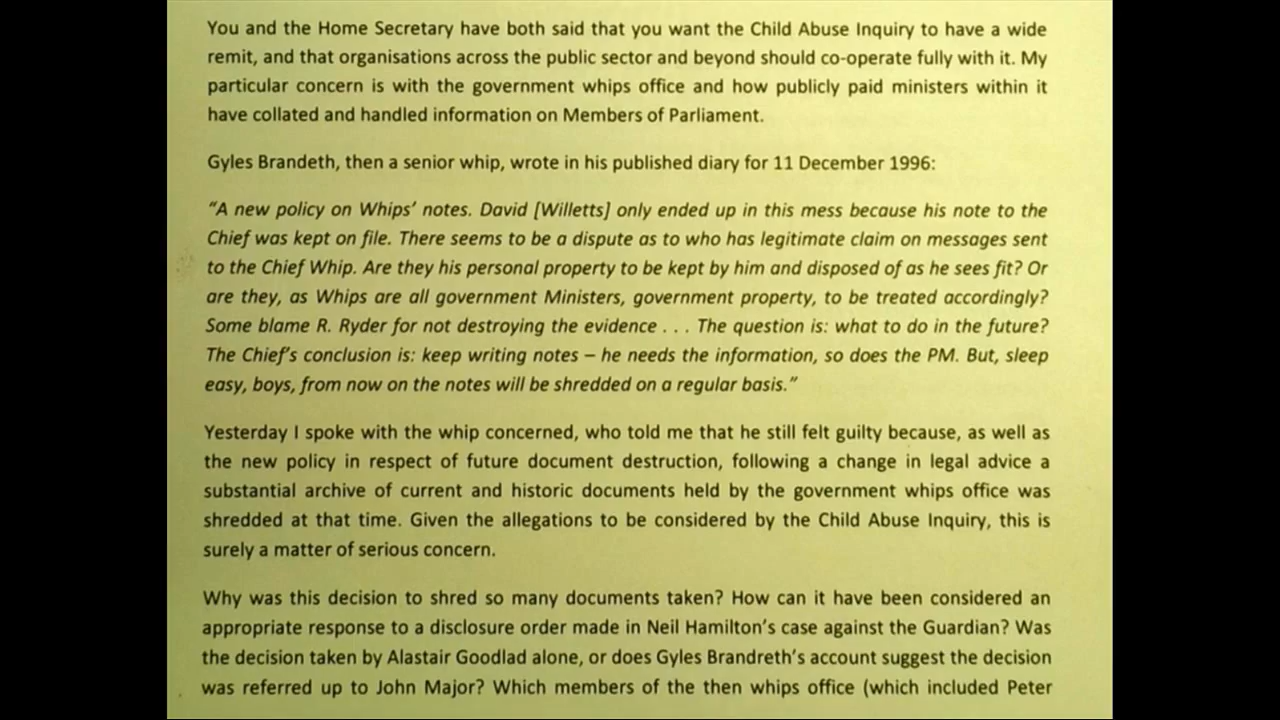 You and the Home Secretary have both said that you want the Child Abuse Inquiry to have a wide
remit, and that organisations across the public sector and beyond should co-operate fully with it. My
particular concern is with the government whips office and how publicly paid ministers within it
have collated and handled information on Members of Parliament.
Gyles Brandeth, then a senior whip, wrote in his published diary for 11 December 1996:
“A new policy on Whips’ notes. David [Willetts] only ended up in this mess because his note to the
Chief was kept on file. There seems to be a dispute as to who has legitimate claim on messages sent
to the Chief Whip. Are they his personal property to be kept by him and disposed of as he sees fit? Or
are they, as Whips are all government Ministers, government property, to be treated accordingly?
Some blame R. Ryder for not destroying the evidence . . . The question is: what to do in the future?
The Chief’s conclusion is: keep writing notes – he needs the information, so does the PM. But, sleep
easy, boys, from now on the notes will be shredded on a regular basis.”
Yesterday I spoke with the whip concerned, who told me that he still felt guilty because, as well as
the new policy in respect of future document destruction, following a change in legal advice a
substantial archive of current and historic documents held by the government whips office was
shredded at that time. Given the allegations to be considered by the Child Abuse Inquiry, this is
surely a matter of serious concern.
Why was this decision to shred so many documents taken? How can it have been considered an
appropriate response to a disclosure order made in Neil Hamilton’s case against the Guardian? Was
the decision taken by Alastair Goodlad alone, or does Gyles Brandreth’s account suggest the decision
was referred up to John Major? Which members of the then whips office (which included Peter